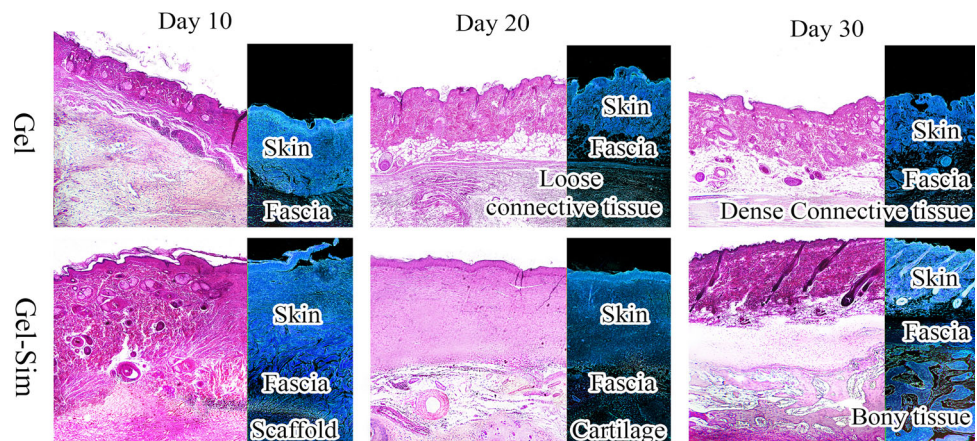 Day 10
Day 20
Day 30
Gel
Skin
Fascia
Skin
Fascia
Loose
connective tissue
Skin
Fascia
Dense Connective tissue
Gel-Sim
Skin
Fascia
Scaffold
Skin
Fascia
Cartilage
Skin
Fascia
Bony tissue